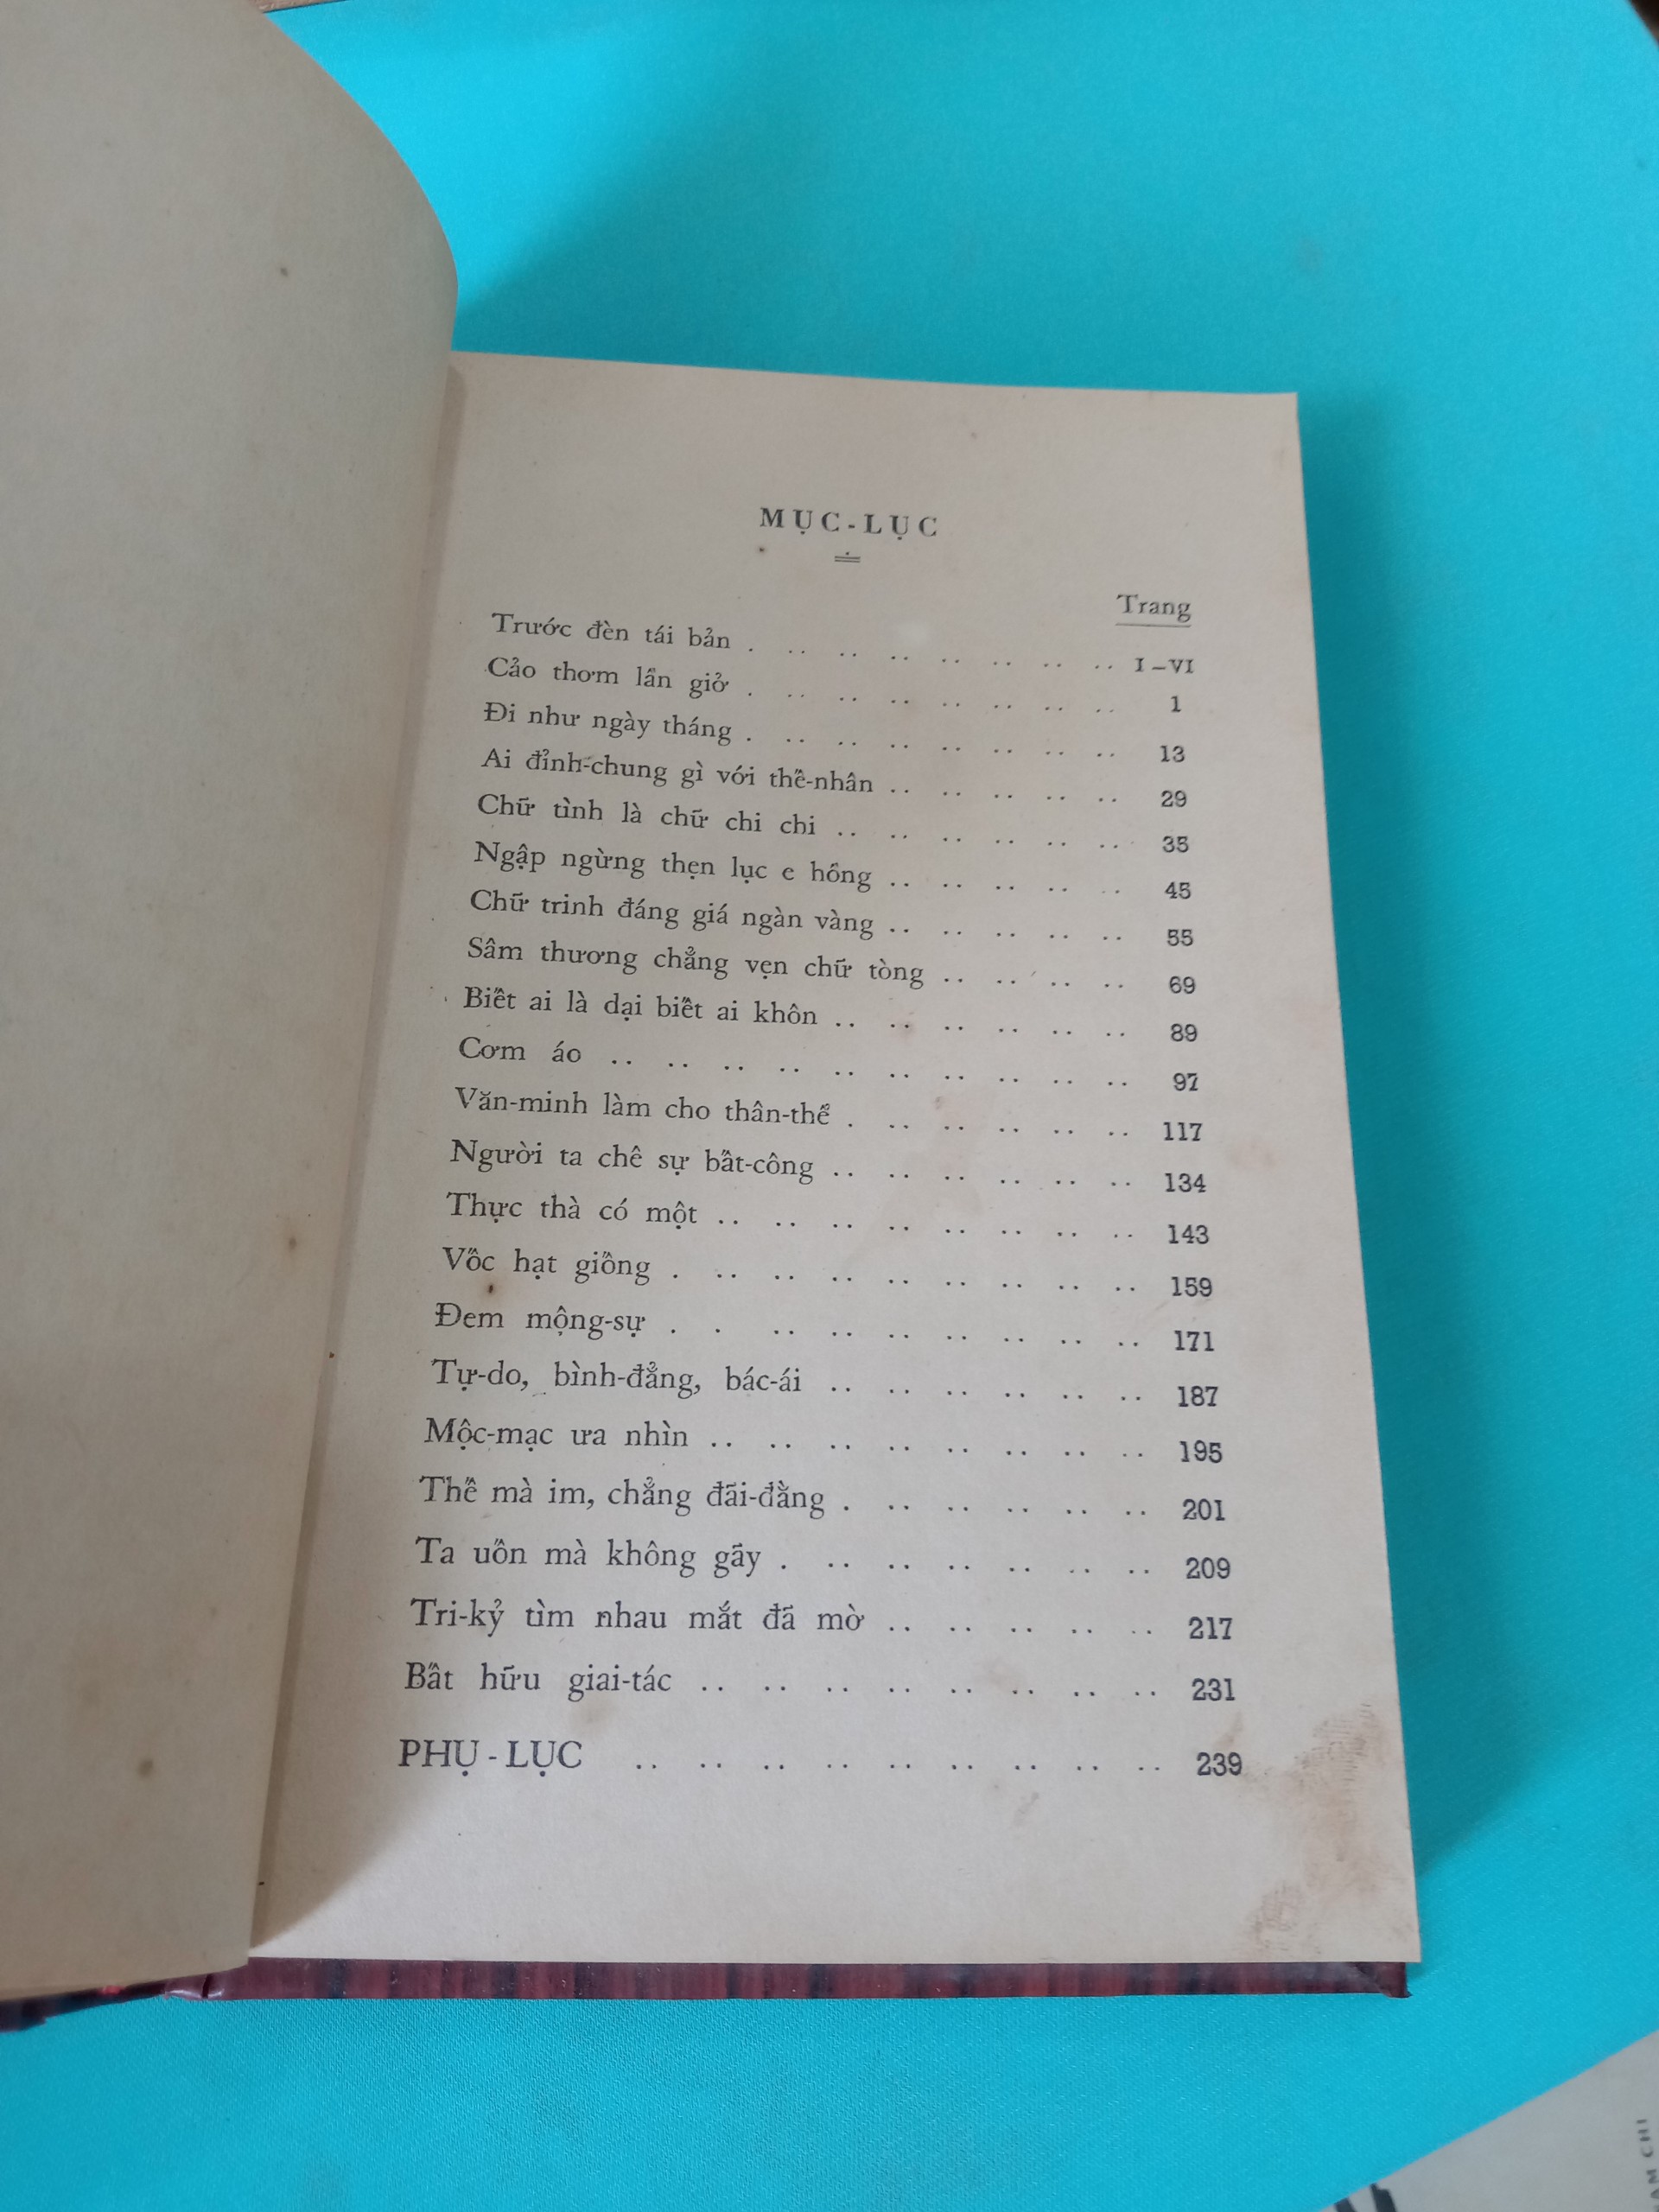 MỤC-LỤC
Trang
Trước đèn tái bản . .. .. .. .. .. .. .. I – VI
Cảo thơm lần giở . .. .. .. .. .. .. .. 1
Đi như ngày tháng . .. .. .. .. .. .. .. 13
Ai đỉnh-chung gì với thế-nhân .. .. .. .. .. 29
Chữ tình là chữ chi chi .. .. .. .. .. .. 35
Ngập ngừng thẹn lục e hồng .. .. .. .. .. 45
Chữ trinh đáng giá ngàn vàng .. .. .. .. .. 55
Sâm thương chẳng vẹn chữ tòng .. .. .. .. 69
Biết ai là dại biết ai khôn .. .. .. .. .. .. 89
Cơm áo .. .. .. .. .. .. .. .. .. .. 97
Văn-minh làm cho thân-thể . .. .. .. .. .. 117
Người ta chê sự bất-công .. .. .. .. .. .. 134
Thực thà có một .. .. .. .. .. .. .. .. 143
Vốc hạt giống . .. .. .. .. .. .. .. .. 159
Đem mộng-sự . . .. .. .. .. .. .. .. 171
Tự-do, bình-đẳng, bác-ái .. .. .. .. .. .. 187
Mộc-mạc ưa nhìn .. .. .. .. .. .. .. .. 195
Thế mà im, chẳng đãi-đằng . .. .. .. .. .. 201
Ta uốn mà không gãy . .. .. .. .. .. .. 209
Tri-kỷ tìm nhau mắt đã mờ .. .. .. .. .. 217
Bất hữu giai-tác .. .. .. .. .. .. .. .. 231
PHỤ - LỤC .. .. .. .. .. .. .. .. .. 239